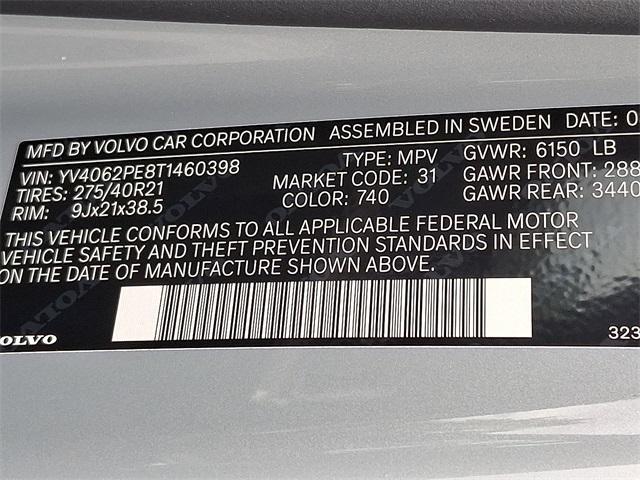 MFD BY VOLVO CAR CORPORATION ASSEMBLED IN SWEDEN DATE: 0
VIN: YV4062PE8T1460398 TYPE: MPV GVWR: 6150 LB
TIRES: 275/40R21 MARKET CODE: 31 GAWR FRONT: 288
RIM: 9Jx21x38.5 COLOR: 740 GAWR REAR: 3440
THIS VEHICLE CONFORMS TO ALL APPLICABLE FEDERAL MOTOR
VEHICLE SAFETY AND THEFT PREVENTION STANDARDS IN EFFECT
ON THE DATE OF MANUFACTURE SHOWN ABOVE.
VOLVO 323